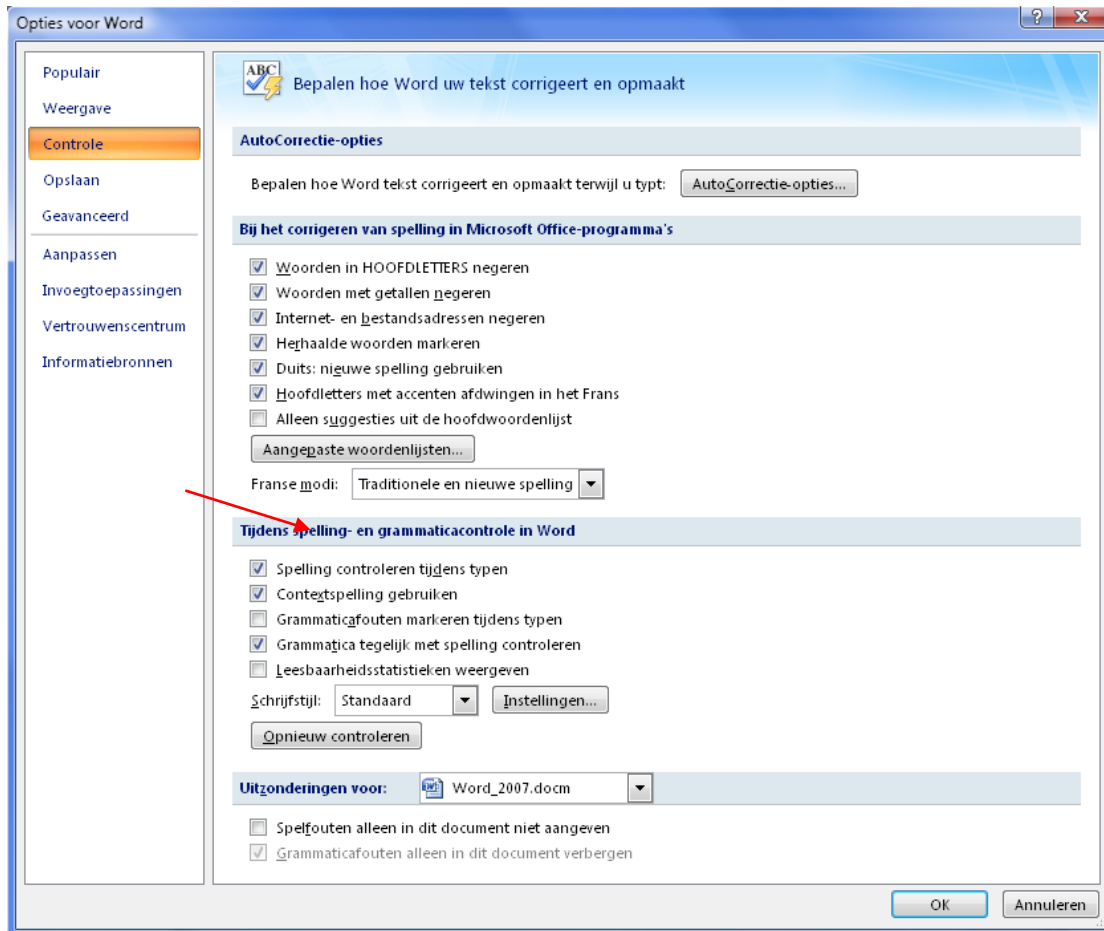 Opties voor Word
Populair
Weergave
Controle
Opslaan
Geavanceerd
Aanpassen
Invoegtoepassingen
Vertrouwenscentrum
Informatiebronnen
ABC
Bepalen hoe Word uw tekst corrigeert en opmaakt
AutoCorrectie-opties
Bepalen hoe Word tekst corrigeert en opmaakt terwijl u typt: AutoCorrectie-opties...
Bij het corrigeren van spelling in Microsoft Office-programma's
Woorden in HOOFDLETTERS negeren
Woorden met getallen negeren
Internet- en bestandsadressen negeren
Herhaalde woorden markeren
Duits: nieuwe spelling gebruiken
Hoofdletters met accenten afdwingen in het Frans
Alleen suggesties uit de hoofdwoordenlijst
Aangepaste woordenlijsten...
Franse modi: Traditionele en nieuwe spelling
Tijdens spelling- en grammaticacontrole in Word
Spelling controleren tijdens typen
Contextspelling gebruiken
Grammaticafouten markeren tijdens typen
Grammatica tegelijk met spelling controleren
Leesbaarheidsstatistieken weergeven
Schrijfstijl: Standaard Instellingen...
Opnieuw controleren
Uitzonderingen voor: Word_2007.docm
Spelfouten alleen in dit document niet aangeven
Grammaticafouten alleen in dit document verbergen
OK Annuleren